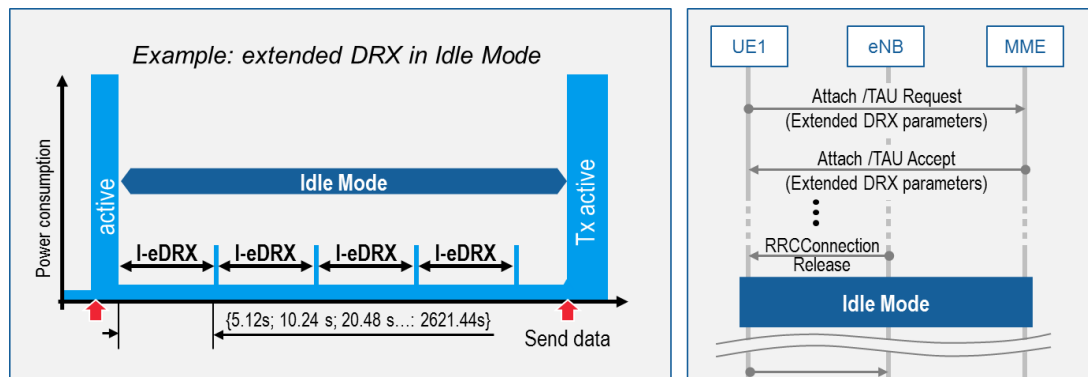 Example: extended DRX in Idle Mode
Power consumption
active
Idle Mode
Tx active
I-eDRX
I-eDRX
I-eDRX
I-eDRX
{5.12s; 10.24 s; 20.48 s...: 2621.44s}
Send data
UE1
eNB
MME
Attach /TAU Request
(Extended DRX parameters)
Attach /TAU Accept
(Extended DRX parameters)
RRCConnection
Release
Idle Mode